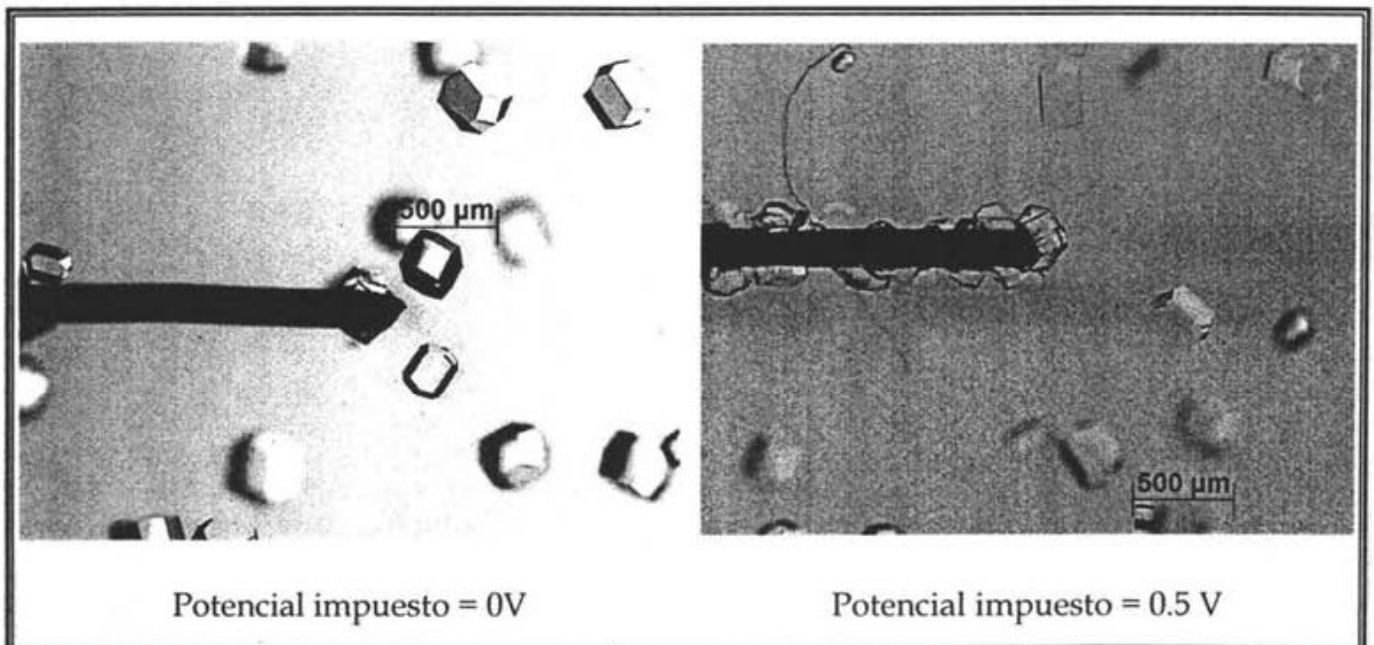 500 µm
500 µm
Potencial impuesto = 0V
Potencial impuesto = 0.5 V